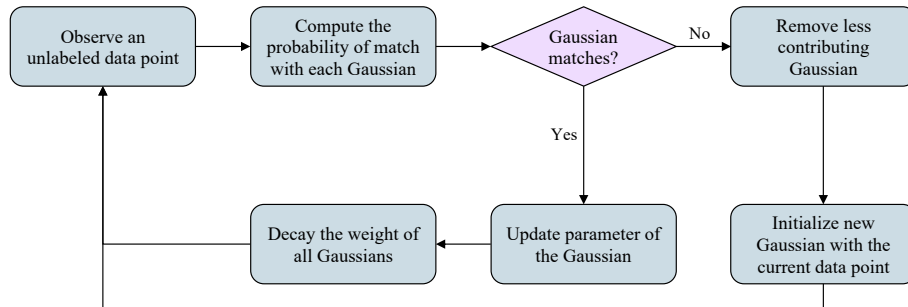 Observe an
unlabeled data point
Compute the
probability of match
with each Gaussian
Gaussian
matches?
No
Remove less
contributing
Gaussian
Yes
Decay the weight of
all Gaussians
Update parameter of
the Gaussian
Initialize new
Gaussian with the
current data point